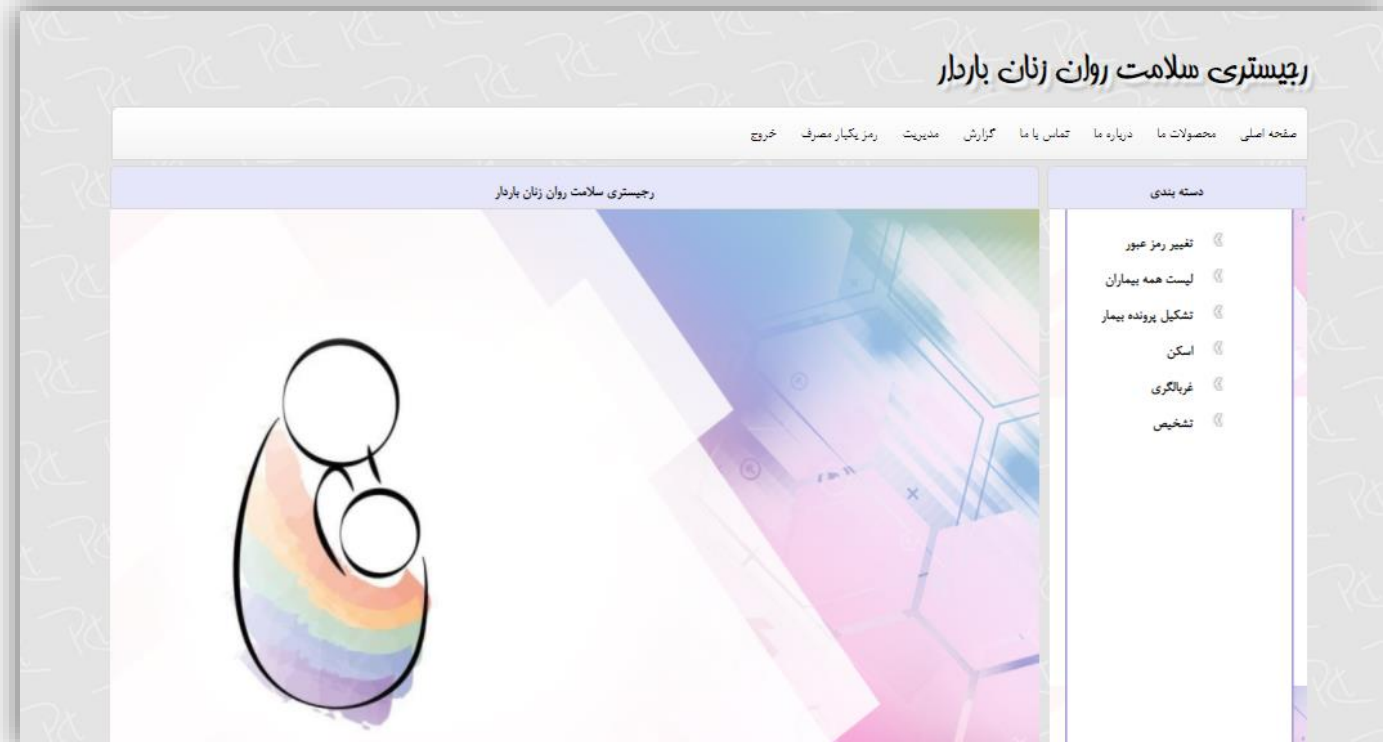 رجیستری سلامت روان زنان باردار
صفحه اصلی محصولات ما درباره ما تماس با ما گزارش مدیریت رمز یکبار مصرف خروج
دسته بندی
تغییر رمز عبور
لیست همه بیماران
تشکیل پرونده بیمار
اسکن
غربالگری
تشخیص
رجیستری سلامت روان زنان باردار